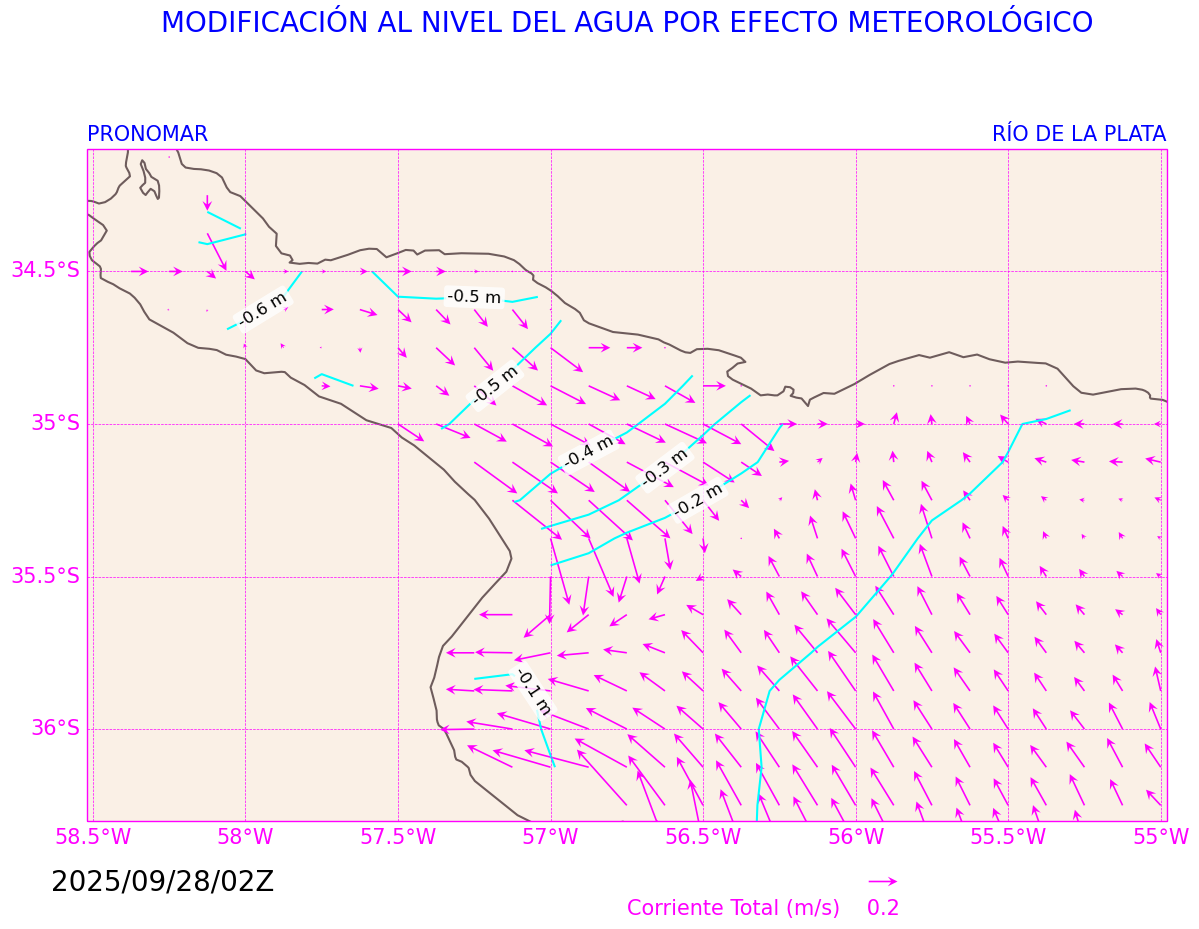 MODIFICACIÓN AL NIVEL DEL AGUA POR EFECTO METEOROLÓGICO
PRONOMAR
RÍO DE LA PLATA
34.5°S
-0.6 m
-0.5 m
-0.5 m
35°S
-0.4 m
-0.3 m
-0.2 m
35.5°S
-0.1 m
36°S
58.5°W
58°W
57.5°W
57°W
56.5°W
56°W
55.5°W
55°W
2025/09/28/02Z
Corriente Total (m/s)
0.2